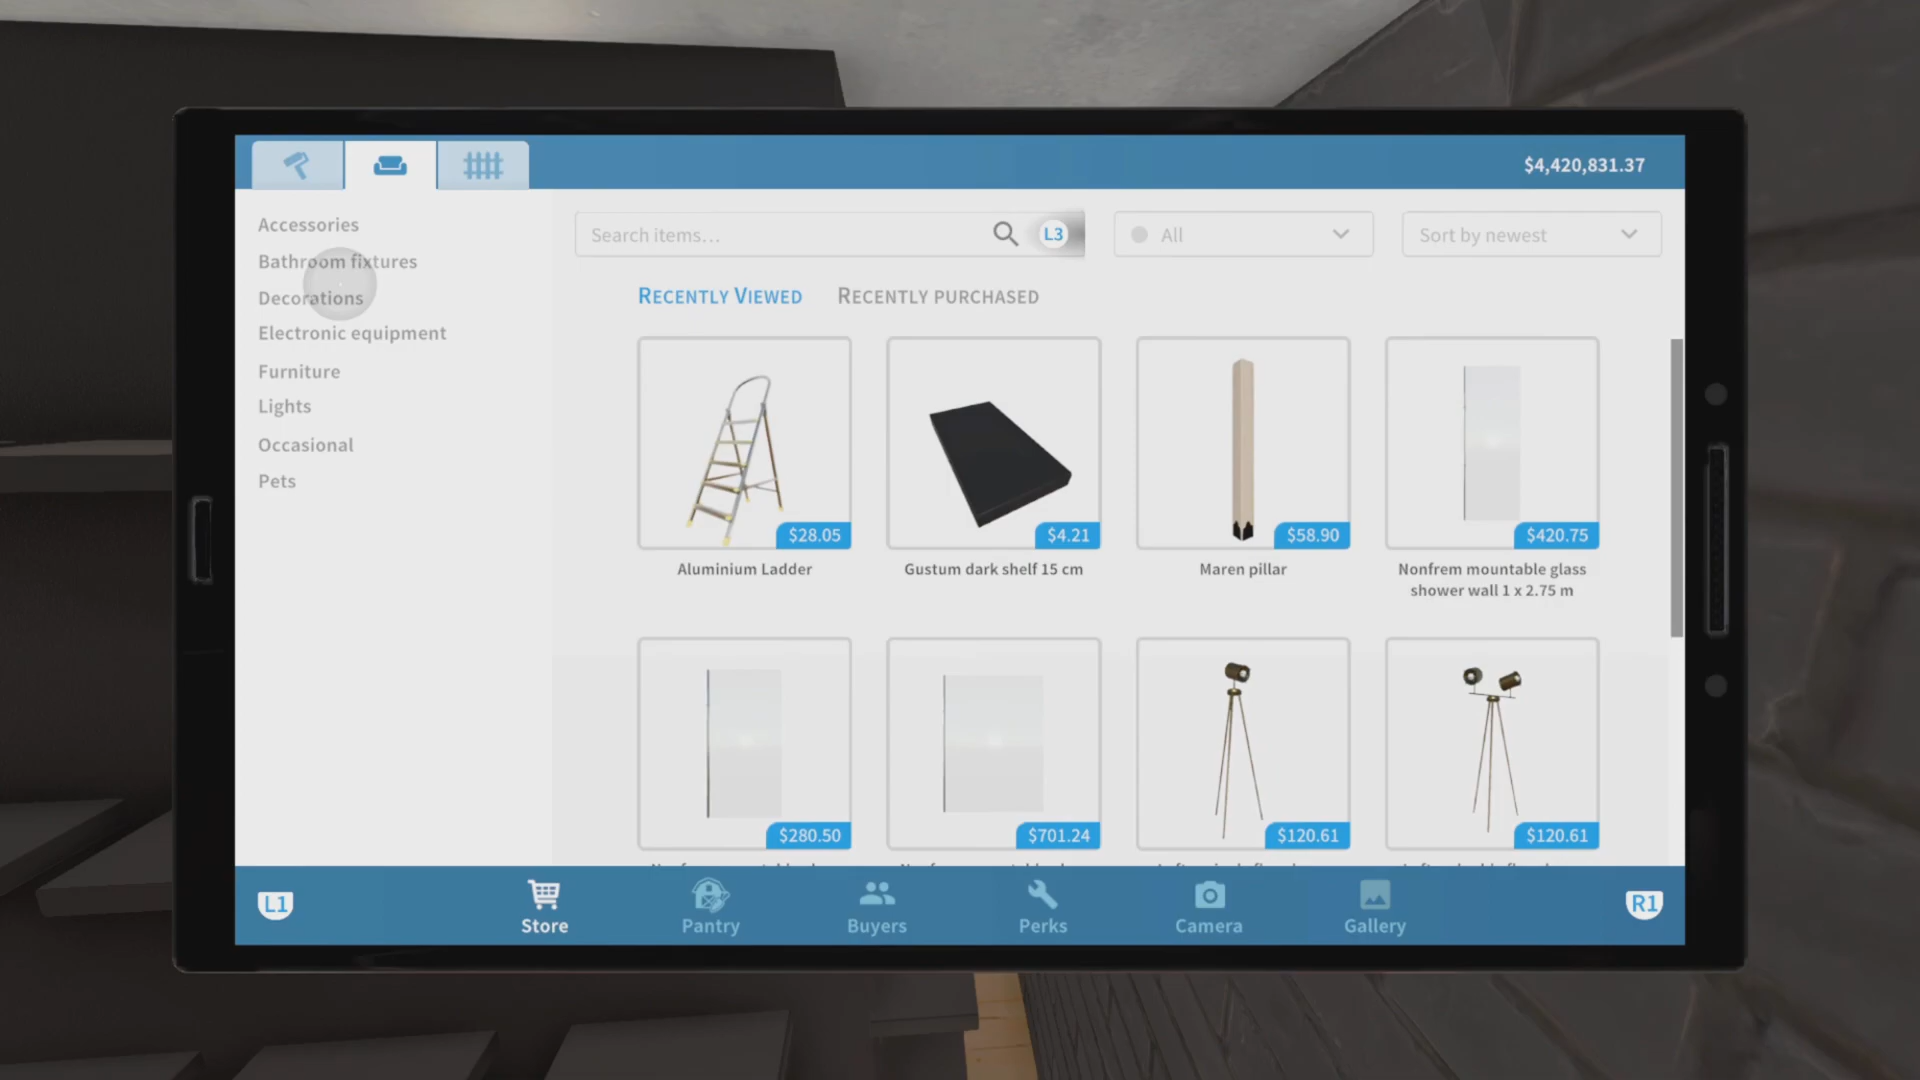 $4,420,831.37
Accessories
Bathroom fixtures
Decorations
Electronic equipment
Furniture
Lights
Occasional
Pets
Search items...
L3
All
Sort by newest
RECENTLY VIEWED
RECENTLY PURCHASED
$28.05
Aluminium Ladder
$4.21
Gustum dark shelf 15 cm
$58.90
Maren pillar
$420.75
Nonfrem mountable glass
shower wall 1 x 2.75 m
$280.50
$701.24
$120.61
$120.61
L1
Store
Pantry
Buyers
Perks
Camera
Gallery
R1